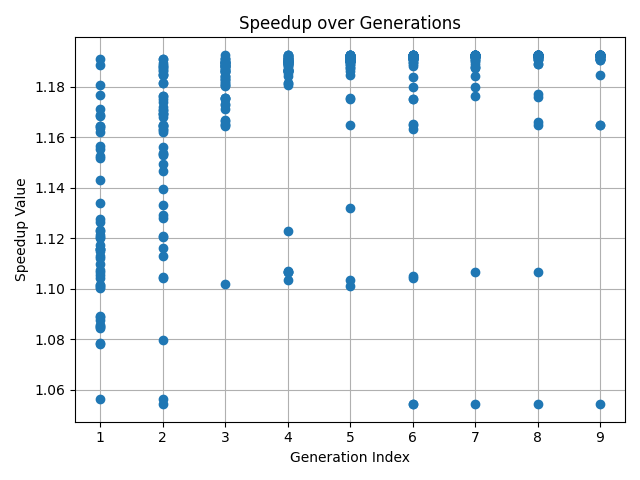 Speedup over Generations
Speedup Value
1.18
1.16
1.14
1.12
1.10
1.08
1.06
1 2 3 4 5 6 7 8 9
Generation Index